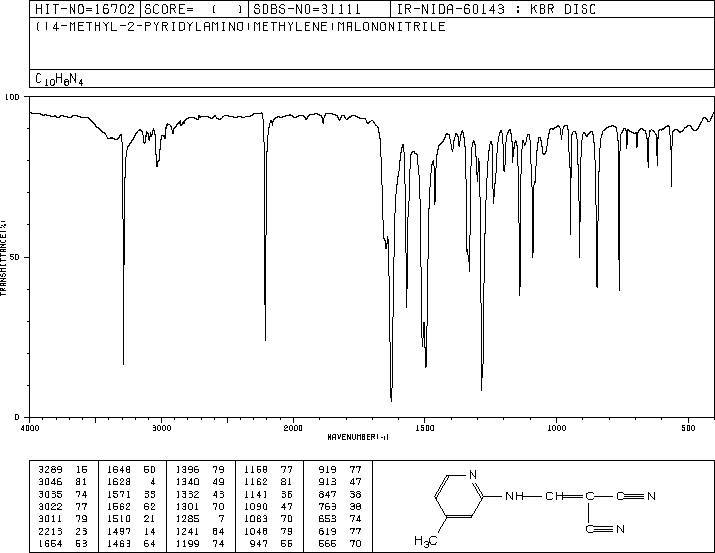 HIT-NO=16702 SCORE= ( ) SDBS-NO=31111 IR-NIDA-60143 : KBR DISC
((4-METHYL-2-PYRIDYLAMINO)METHYLENE)MALONONITRILE
C10H8N4
100
50
0
TRANSMITTANCE(%)
4000 3000 2000 1500 1000 500
WAVENUMBER(-1)
3289 16 1648 50 1396 79 1168 77 919 77
3046 81 1628 4 1340 49 1162 81 913 47
3035 74 1571 33 1332 43 1141 36 847 38
3022 77 1562 62 1301 70 1090 47 763 38
3011 79 1510 21 1285 7 1083 70 653 74
2213 23 1497 14 1241 64 1048 79 619 77
1654 53 1463 64 1199 74 947 55 566 70
N
NH CH C C N
C N
H3C